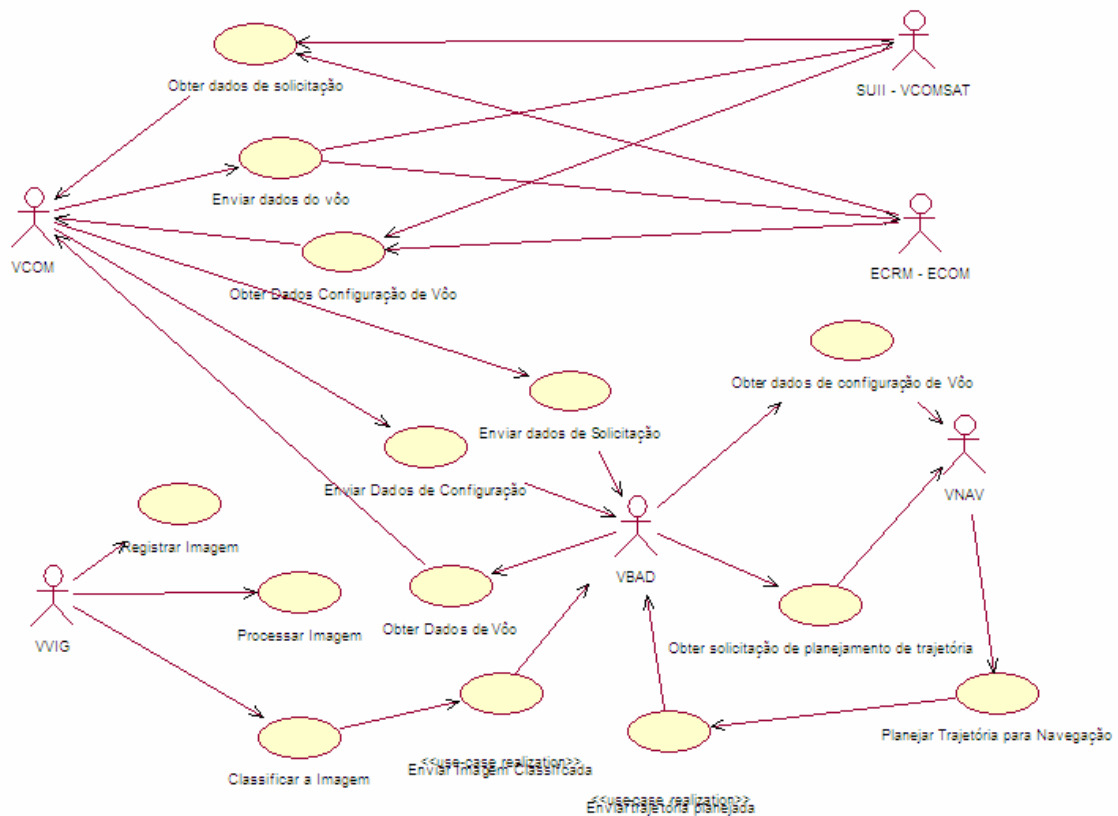 Obter dados de solicitação
SUII - VCOMSAT
Enviar dados do vôo
VCOM
ECRM - ECOM
Obter Dados Configuração de Vôo
Obter dados de configuração de Vôo
Enviar dados de Solicitação
Enviar Dados de Configuração
VNAV
Registrar Imagem
VBAD
VVIG
Processar Imagem
Obter Dados de Vôo
Obter solicitação de planejamento de trajetória
Planejar Trajetória para Navegação
Classificar a Imagem
<<use-case realization>>
Enviar Imagem Classifcada
<<use-case realization>>
Enviar trajetória planejada